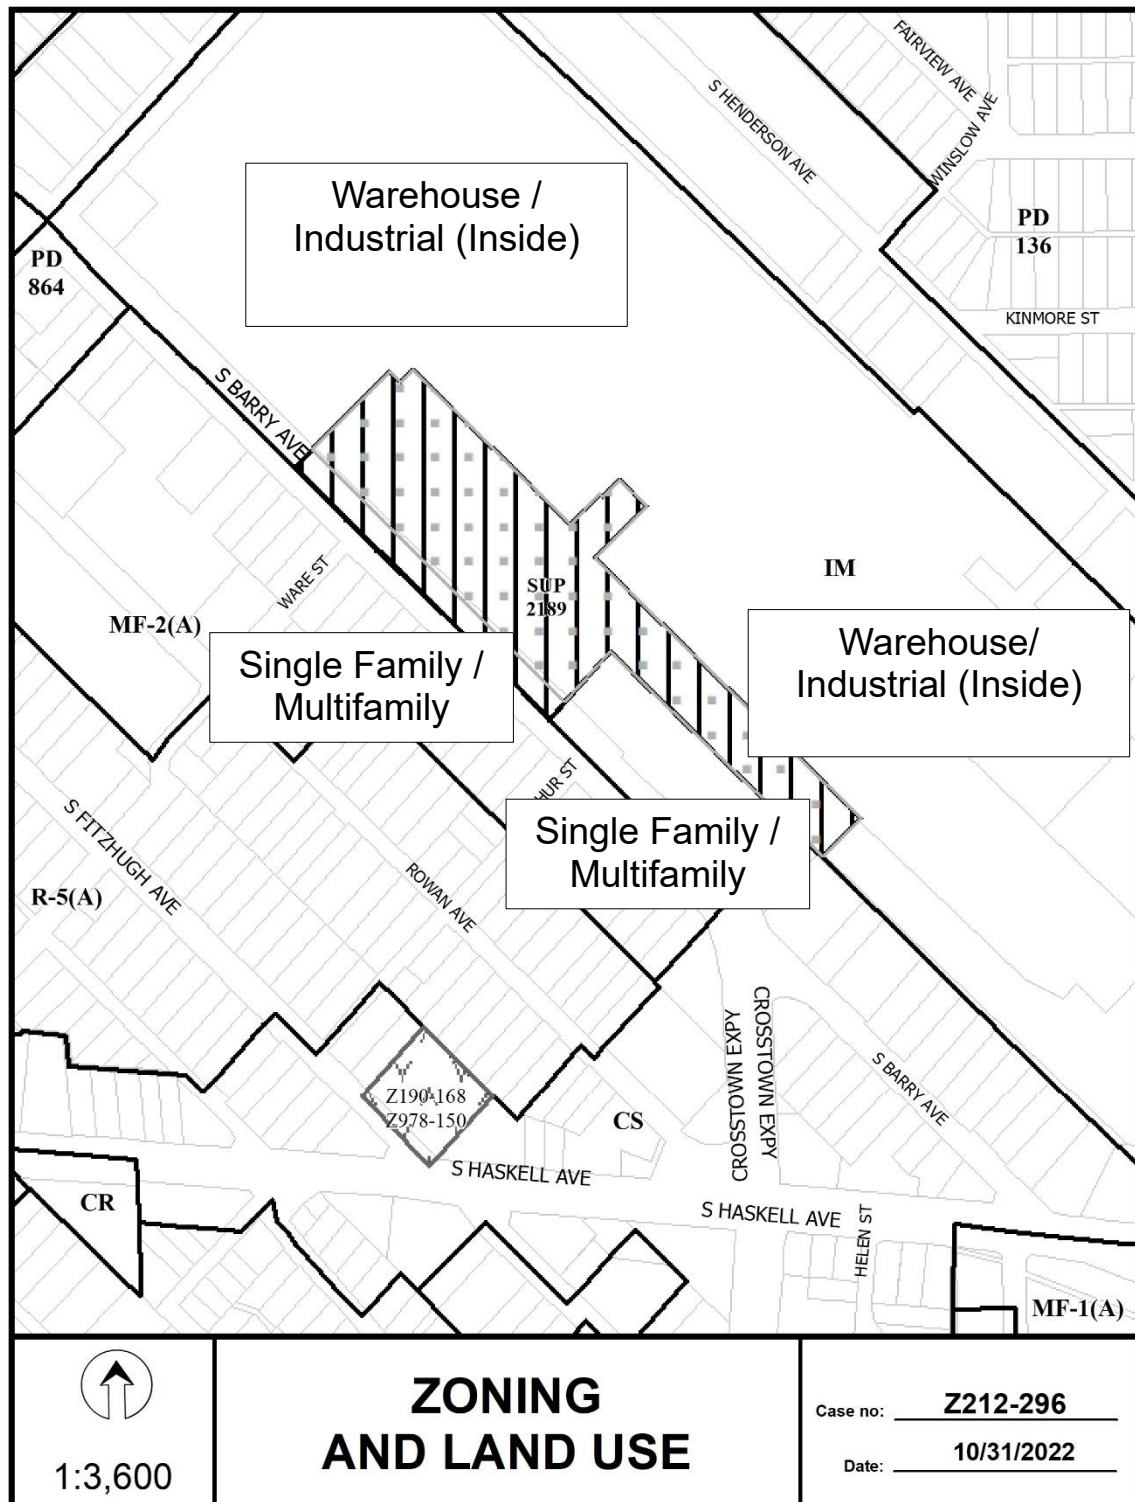 FAIRVIEW AVE
S HENDERSON AVE
WINSLOW AVE
Warehouse /
Industrial (Inside)
PD
136
PD
864
KINMORE ST
S BARRY AVE
IM
SUP
2189
WARE ST
MF-2(A)
Single Family /
Multifamily
Warehouse/
Industrial (Inside)
HUR ST
Single Family /
Multifamily
S FITZHUGH AVE
ROWAN AVE
R-5(A)
CROSSTOWN EXPY
CROSSTOWN EXPY
S BARRY AVE
Z190-168
Z978-150
CS
S HASKELL AVE
CR
S HASKELL AVE
HELEN ST
MF-1(A)
1:3,600
ZONING
AND LAND USE
Case no: Z212-296
Date: 10/31/2022